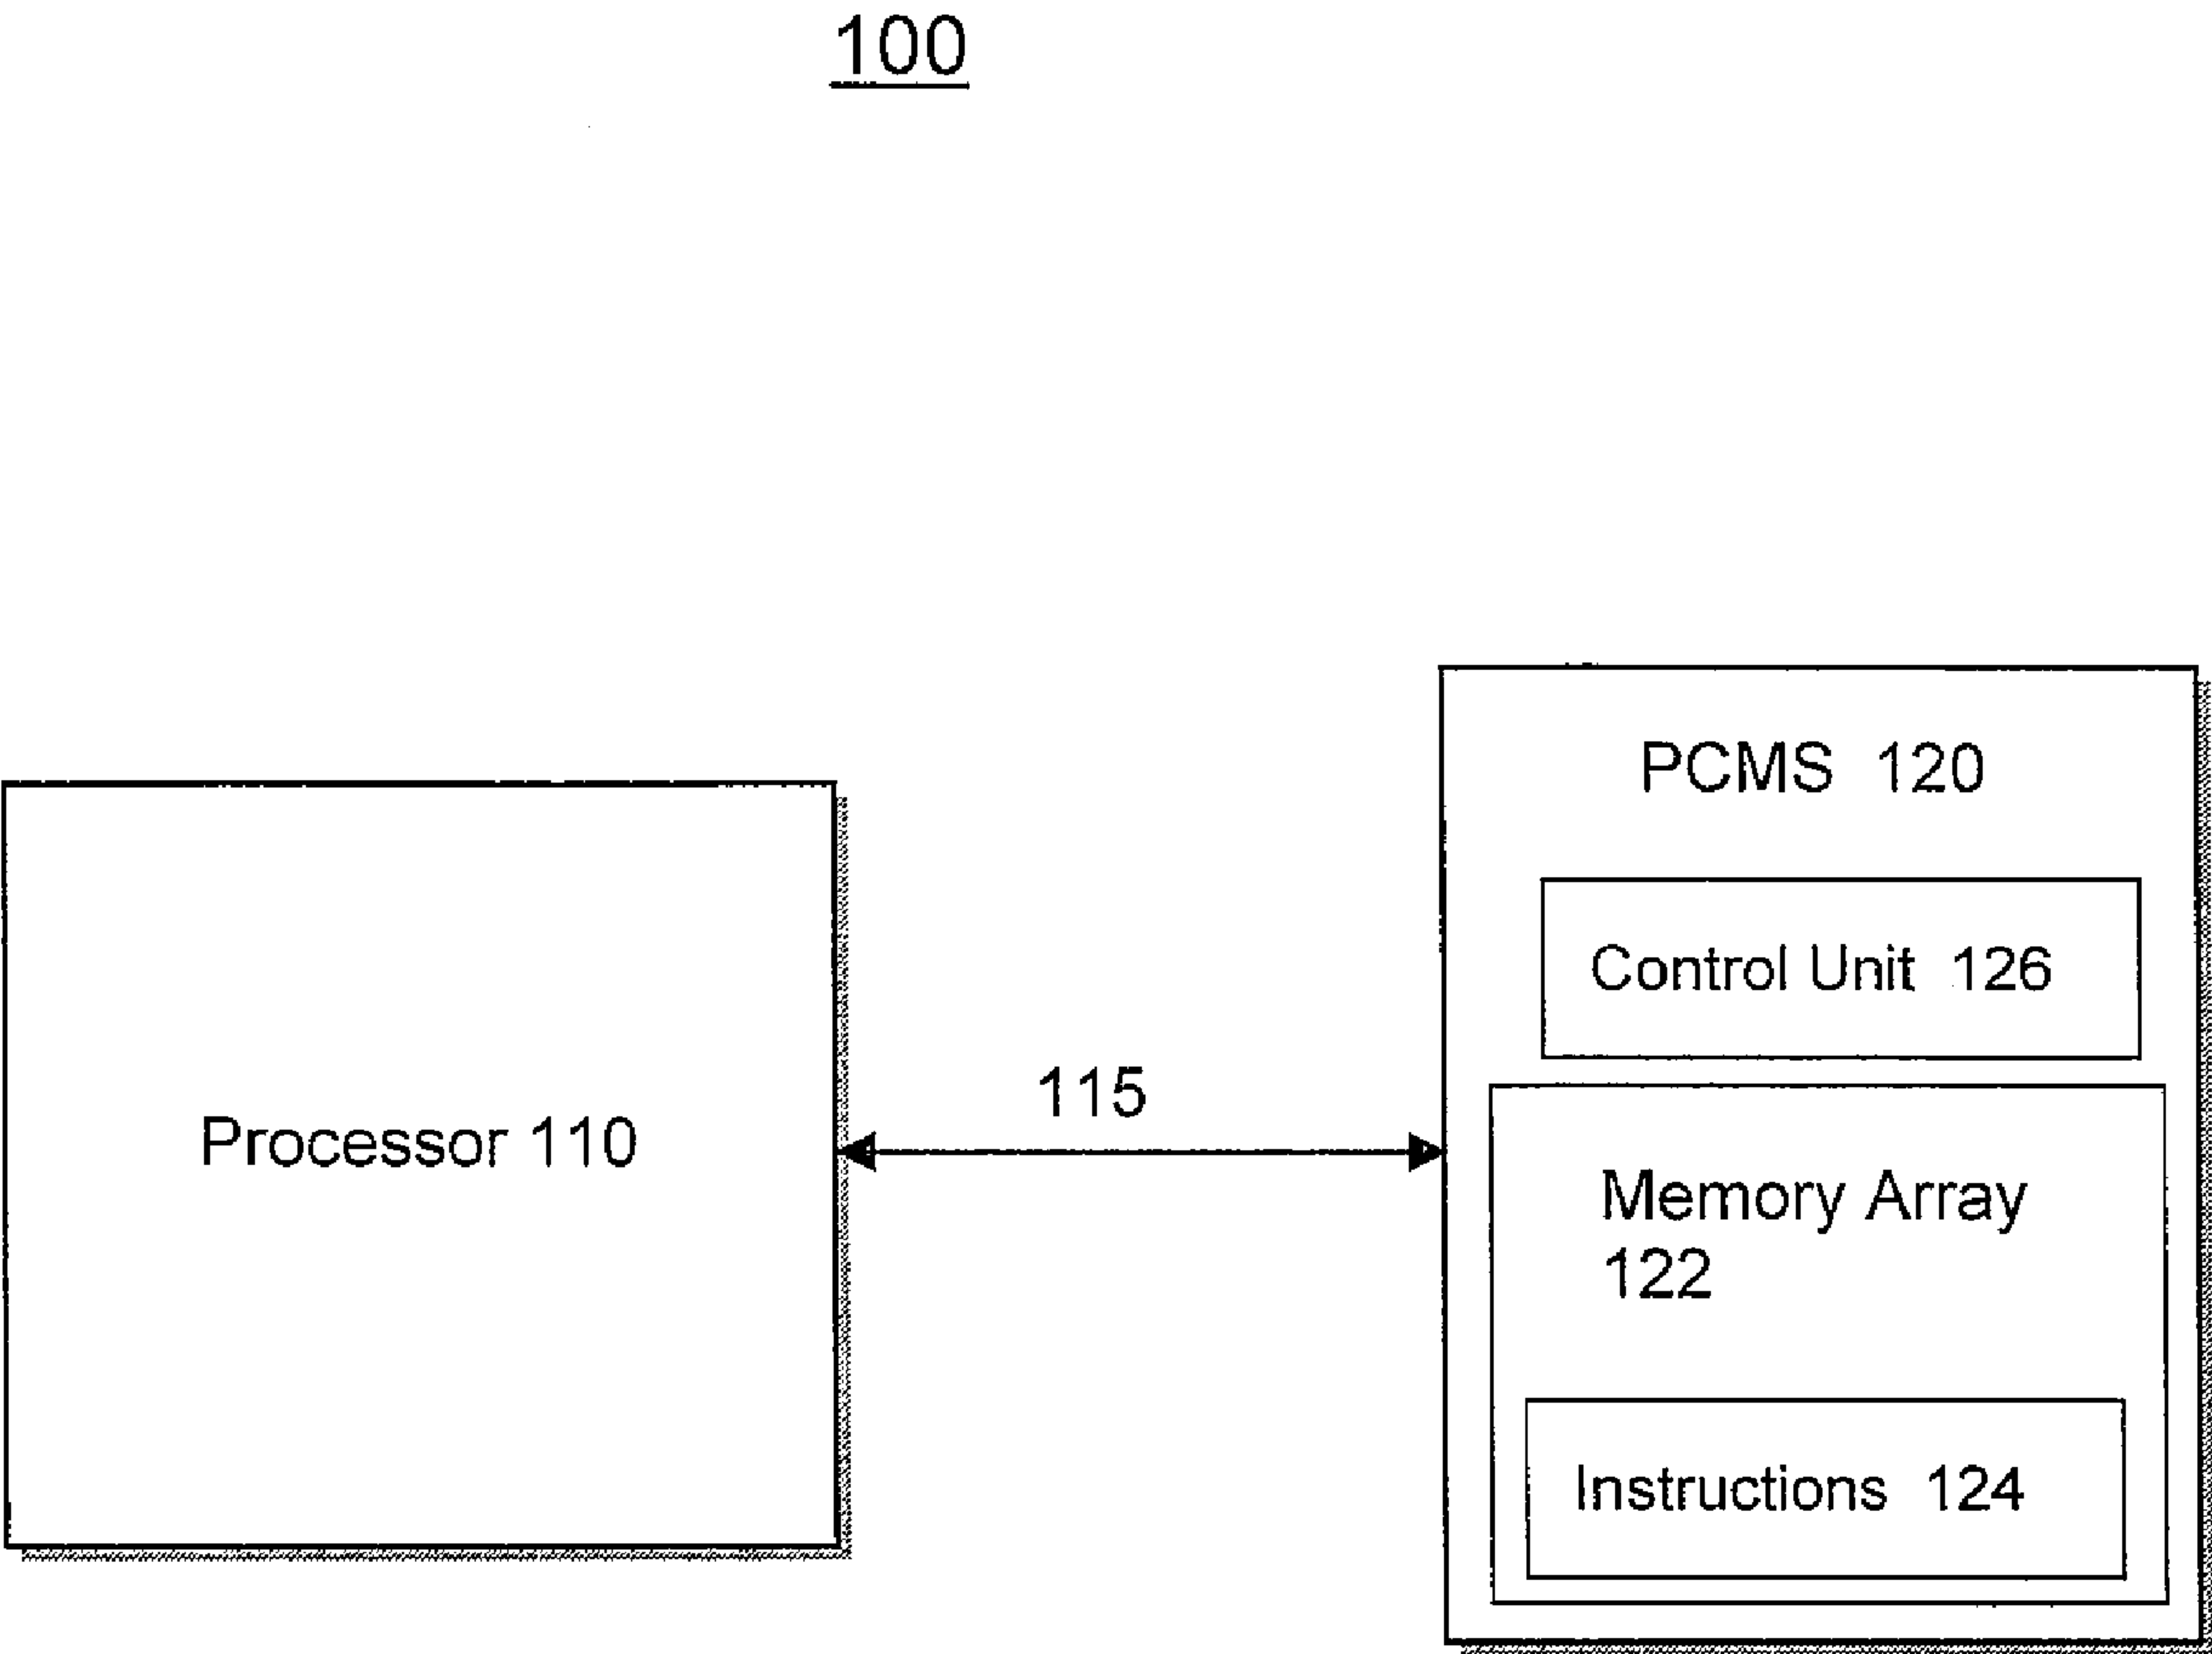 100
PCMS 120
Control Unit 126
115
Processor 110
Memory Array
122
Instructions 124